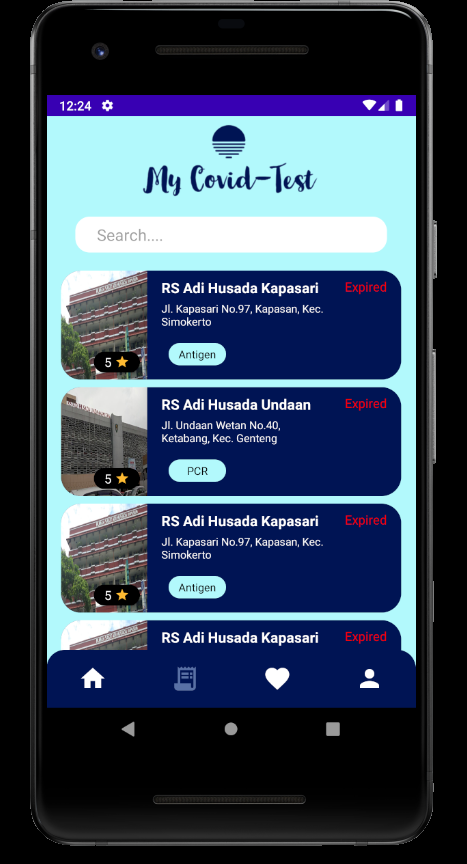 12:24
My Covid-Test
Search....
RS Adi Husada Kapasari
Expired
Jl. Kapasari No.97, Kapasan, Kec.
Simokerto
5
Antigen
RS Adi Husada Undaan
Expired
Jl. Undaan Wetan No.40,
Ketabang, Kec. Genteng
5
PCR
RS Adi Husada Kapasari
Expired
Jl. Kapasari No.97, Kapasan, Kec.
Simokerto
5
Antigen
RS Adi Husada Kapasari
Expired